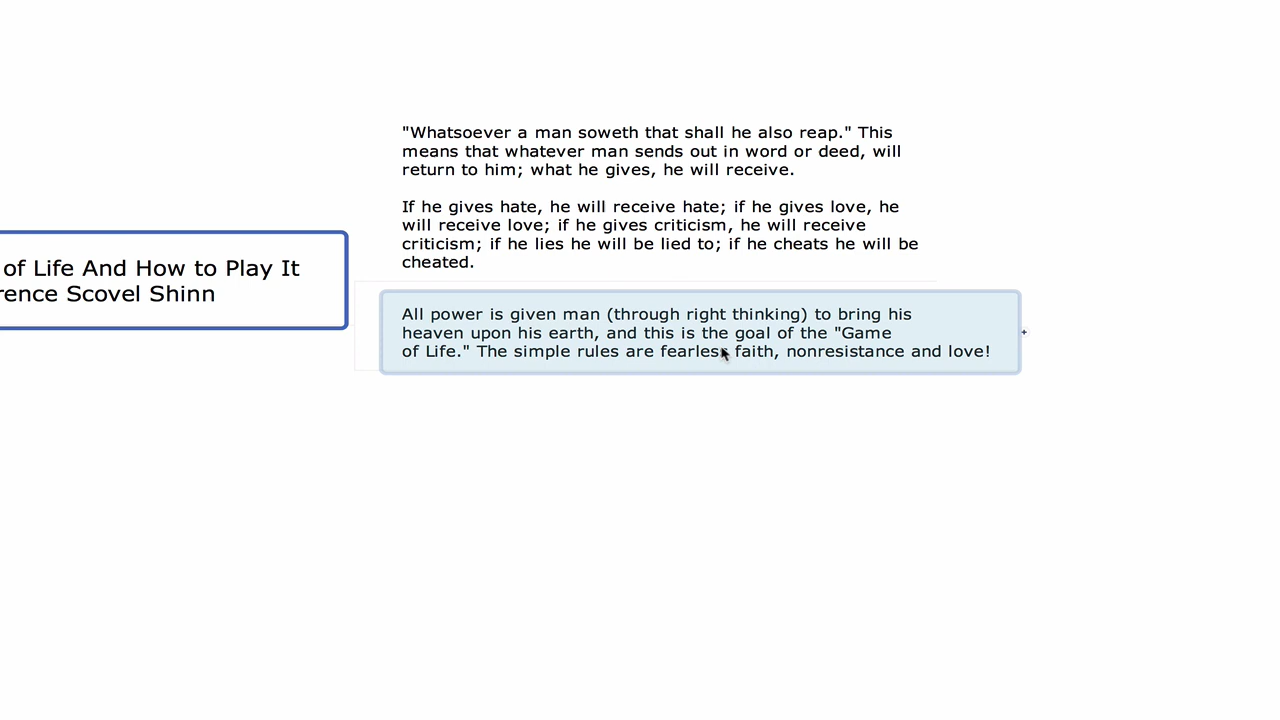 "Whatsoever a man soweth that shall he also reap." This
means that whatever man sends out in word or deed, will
return to him; what he gives, he will receive.
If he gives hate, he will receive hate; if he gives love, he
will receive love; if he gives criticism, he will receive
criticism; if he lies he will be lied to; if he cheats he will be
cheated.
of Life And How to Play It
rence Scovel Shinn
All power is given man (through right thinking) to bring his
heaven upon his earth, and this is the goal of the "Game
of Life." The simple rules are fearless faith, nonresistance and love!